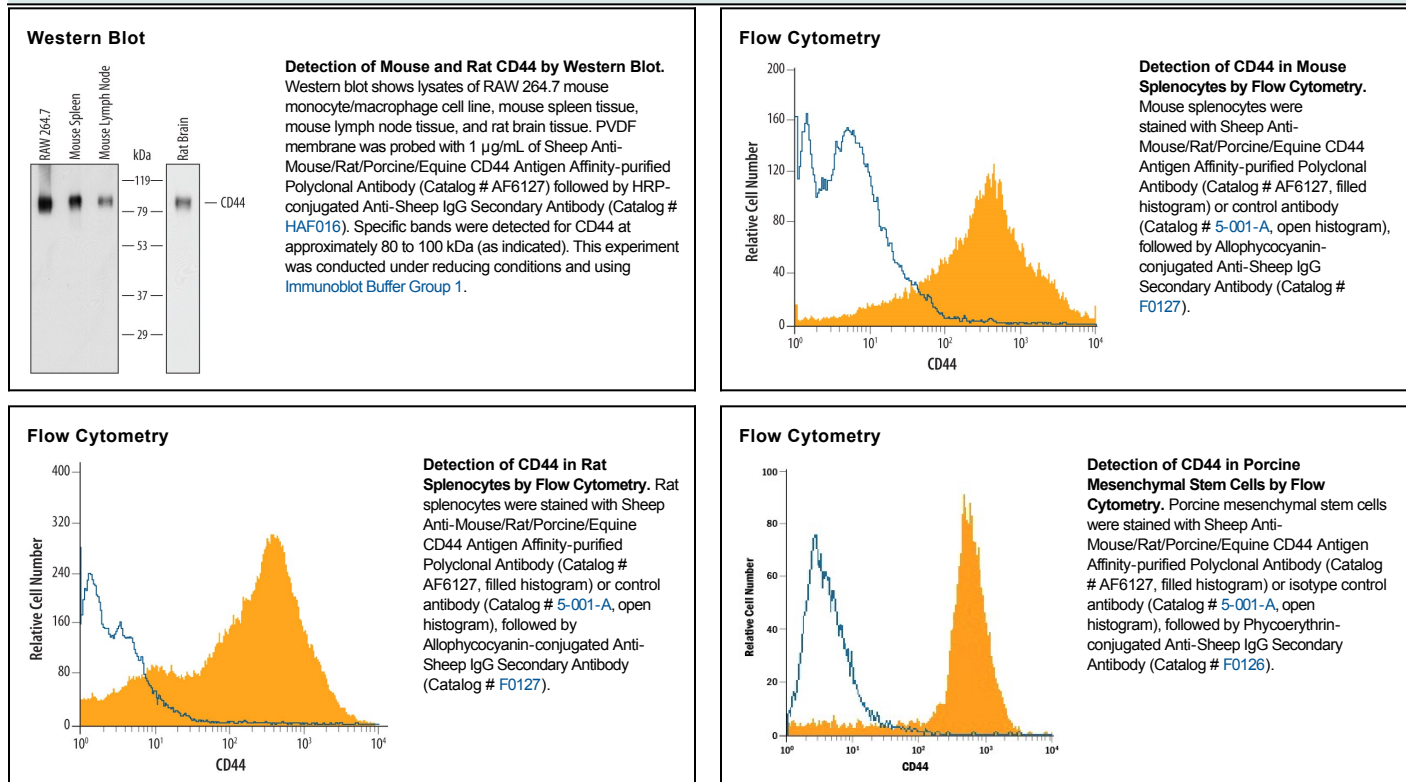 Western Blot
RAW 264.7
Mouse Spleen
Mouse Lymph Node
kDa
Rat Brain
119
79
53
37
29
CD44
Detection of Mouse and Rat CD44 by Western Blot.
Western blot shows lysates of RAW 264.7 mouse
monocyte/macrophage cell line, mouse spleen tissue,
mouse lymph node tissue, and rat brain tissue. PVDF
membrane was probed with 1 µg/mL of Sheep Anti-
Mouse/Rat/Porcine/Equine CD44 Antigen Affinity-purified
Polyclonal Antibody (Catalog # AF6127) followed by HRP-
conjugated Anti-Sheep IgG Secondary Antibody (Catalog #
HAF016). Specific bands were detected for CD44 at
approximately 80 to 100 kDa (as indicated). This experiment
was conducted under reducing conditions and using
Immunoblot Buffer Group 1.
Flow Cytometry
Relative Cell Number
200
160
120
80
40
0
10⁰ 10¹ 10² 10³ 10⁴
CD44
Detection of CD44 in Mouse
Splenocytes by Flow Cytometry.
Mouse splenocytes were
stained with Sheep Anti-
Mouse/Rat/Porcine/Equine CD44
Antigen Affinity-purified Polyclonal
Antibody (Catalog # AF6127, filled
histogram) or control antibody
(Catalog # 5-001-A, open histogram),
followed by Allophycocyanin-
conjugated Anti-Sheep IgG
Secondary Antibody (Catalog #
F0127).
Flow Cytometry
Relative Cell Number
400
320
240
160
80
0
10⁰ 10¹ 10² 10³ 10⁴
CD44
Detection of CD44 in Rat
Splenocytes by Flow Cytometry. Rat
splenocytes were stained with Sheep
Anti-Mouse/Rat/Porcine/Equine
CD44 Antigen Affinity-purified
Polyclonal Antibody (Catalog #
AF6127, filled histogram) or control
antibody (Catalog # 5-001-A, open
histogram), followed by
Allophycocyanin-conjugated Anti-
Sheep IgG Secondary Antibody
(Catalog # F0127).
Flow Cytometry
Relative Cell Number
100
80
60
40
20
0
10⁰ 10¹ 10² 10³ 10⁴
CD44
Detection of CD44 in Porcine
Mesenchymal Stem Cells by Flow
Cytometry. Porcine mesenchymal stem cells
were stained with Sheep Anti-
Mouse/Rat/Porcine/Equine CD44 Antigen
Affinity-purified Polyclonal Antibody (Catalog
# AF6127, filled histogram) or isotype control
antibody (Catalog # 5-001-A, open
histogram), followed by Phycoerythrin-
conjugated Anti-Sheep IgG Secondary
Antibody (Catalog # F0126).